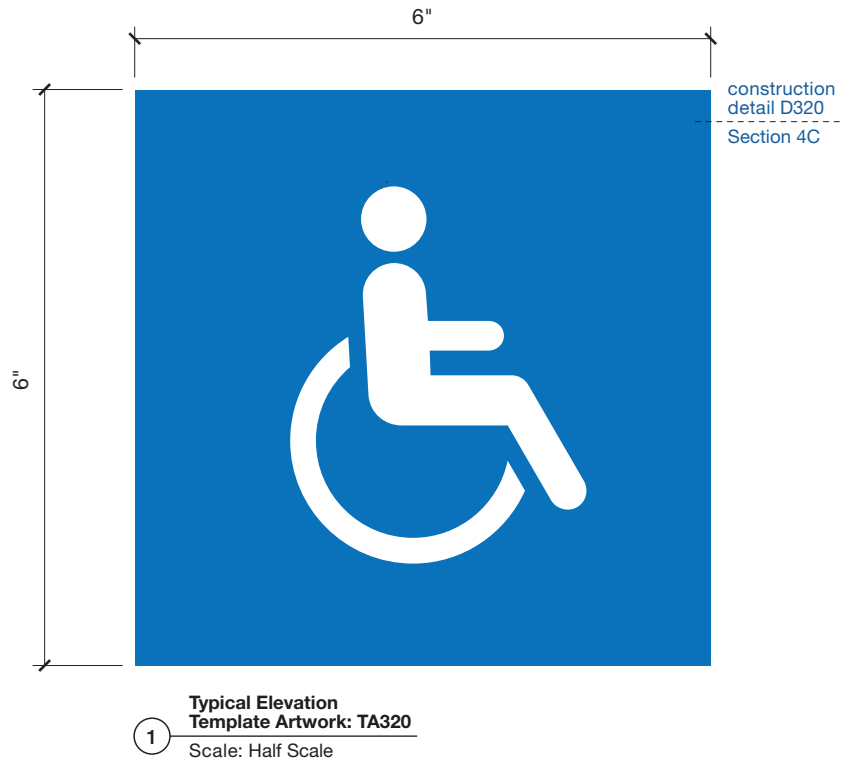 6"
construction
detail D320
Section 4C
6"
Typical Elevation
Template Artwork: TA320
1
Scale: Half Scale